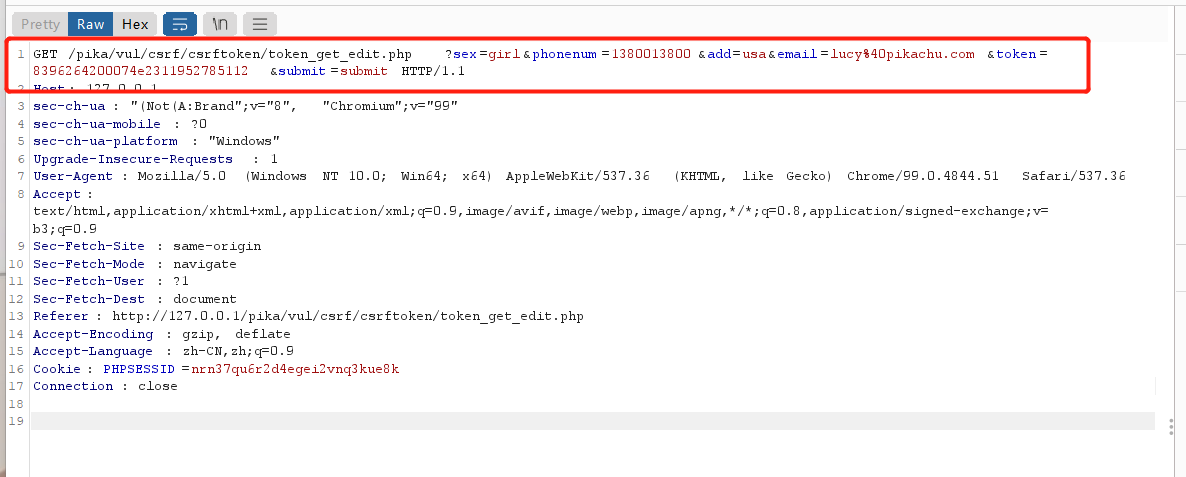 Pretty Raw Hex \n
1 GET /pika/vul/csrf/csrftoken/token_get_edit.php ?sex=girl&phonenum=1380013800&add=usa&email=lucy%40pikachu.com&token=
8396264200074e2311952785112&submit=submit HTTP/1.1
2 Host: 127.0.0.1
3 sec-ch-ua : "(Not(A:Brand";v="8", "Chromium";v="99"
4 sec-ch-ua-mobile : ?0
5 sec-ch-ua-platform : "Windows"
6 Upgrade-Insecure-Requests : 1
7 User-Agent : Mozilla/5.0 (Windows NT 10.0; Win64; x64) AppleWebKit/537.36 (KHTML, like Gecko) Chrome/99.0.4844.51 Safari/537.36
8 Accept :
text/html,application/xhtml+xml,application/xml;q=0.9,image/avif,image/webp,image/apng,*/*;q=0.8,application/signed-exchange;v=
b3;q=0.9
9 Sec-Fetch-Site : same-origin
10 Sec-Fetch-Mode : navigate
11 Sec-Fetch-User : ?1
12 Sec-Fetch-Dest : document
13 Referer : http://127.0.0.1/pika/vul/csrf/csrftoken/token_get_edit.php
14 Accept-Encoding : gzip, deflate
15 Accept-Language : zh-CN,zh;q=0.9
16 Cookie : PHPSESSID=nrn37qu6r2d4egei2vnq3kue8k
17 Connection : close
18
19